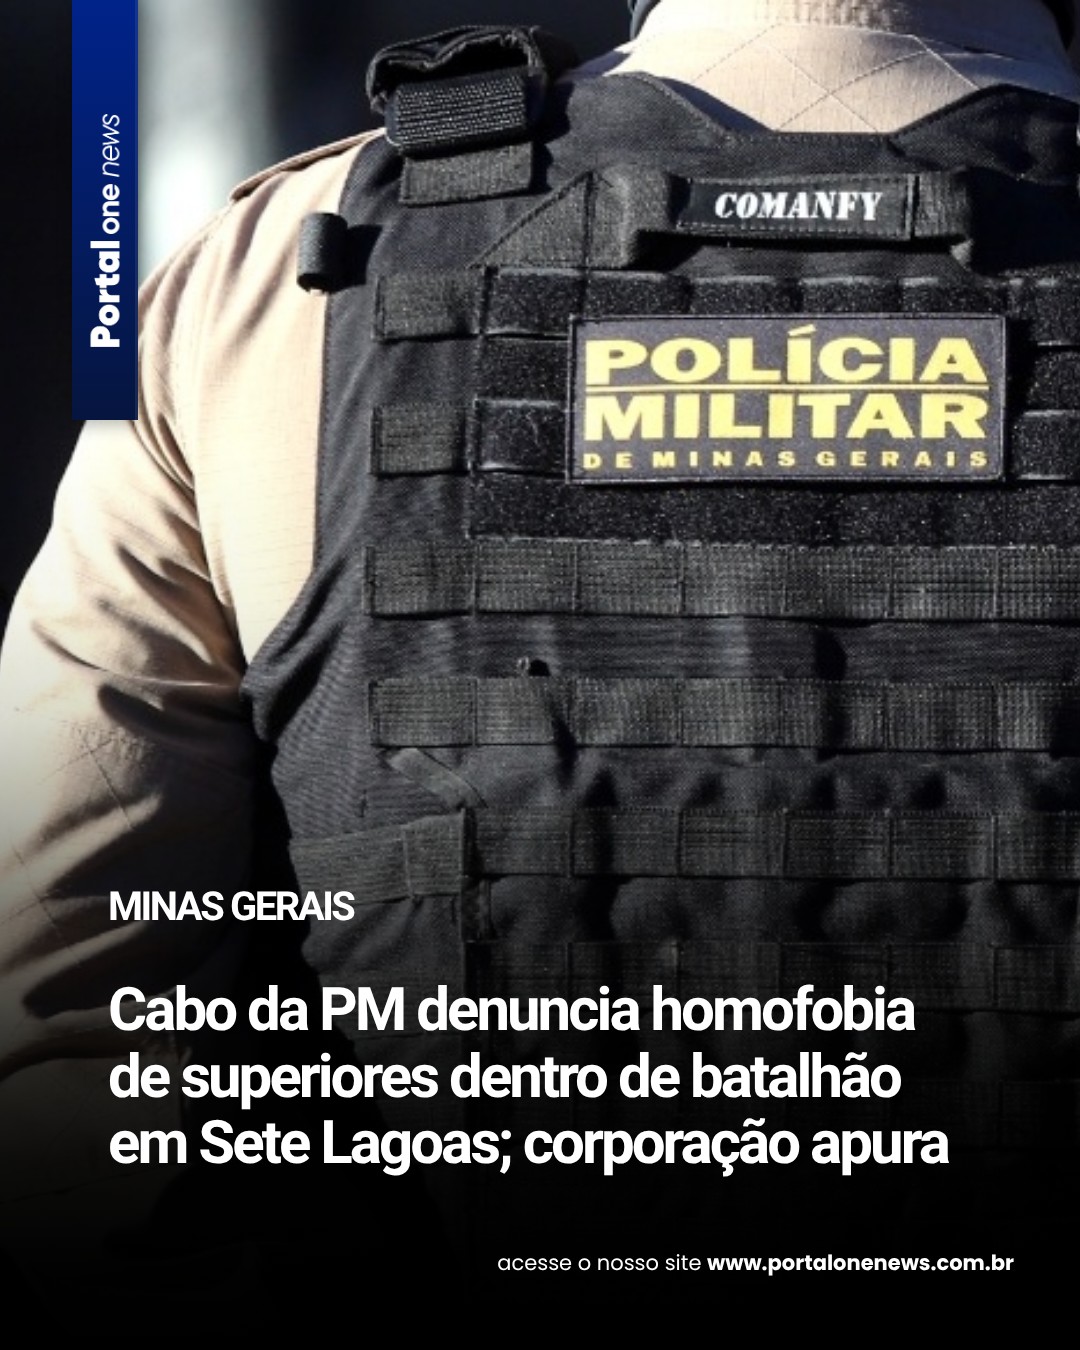 Portal one news
COMANFY
POLÍCIA
MILITAR
DE MINAS GERAIS
MINAS GERAIS
Cabo da PM denuncia homofobia
de superiores dentro de batalhão
em Sete Lagoas; corporação apura
acesse o nosso site www.portalonenews.com.br